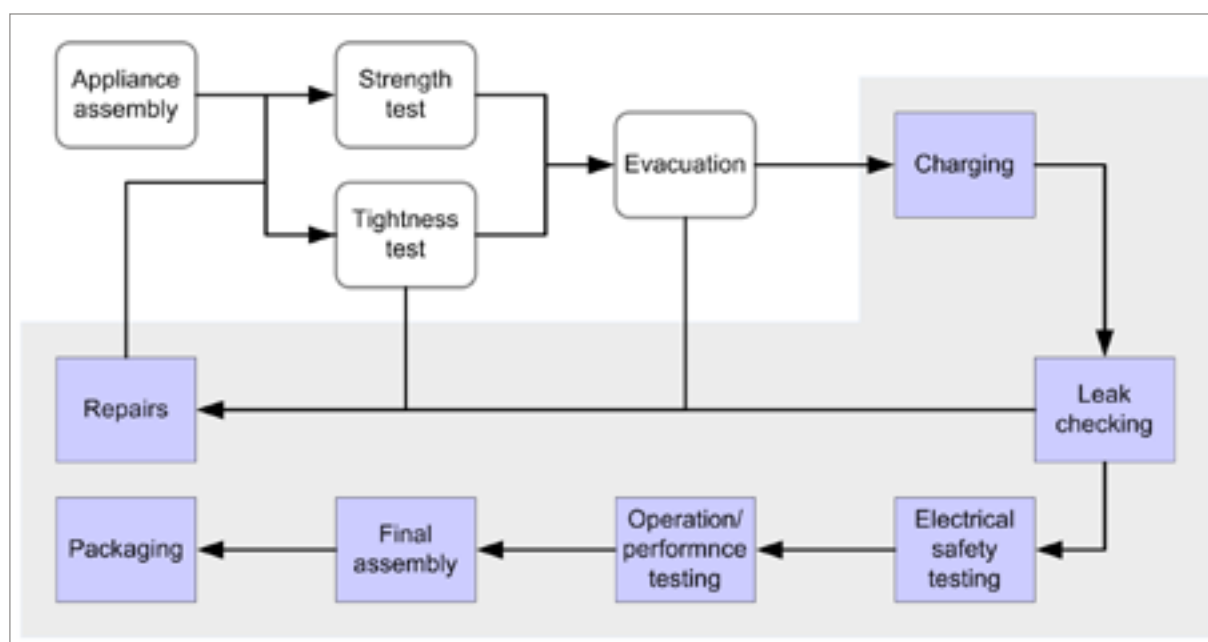 Appliance
assembly
Strength
test
Tightness
test
Evacuation
Charging
Repairs
Leak
checking
Packaging
Final
assembly
Operation/
performnce
testing
Electrical
safety
testing